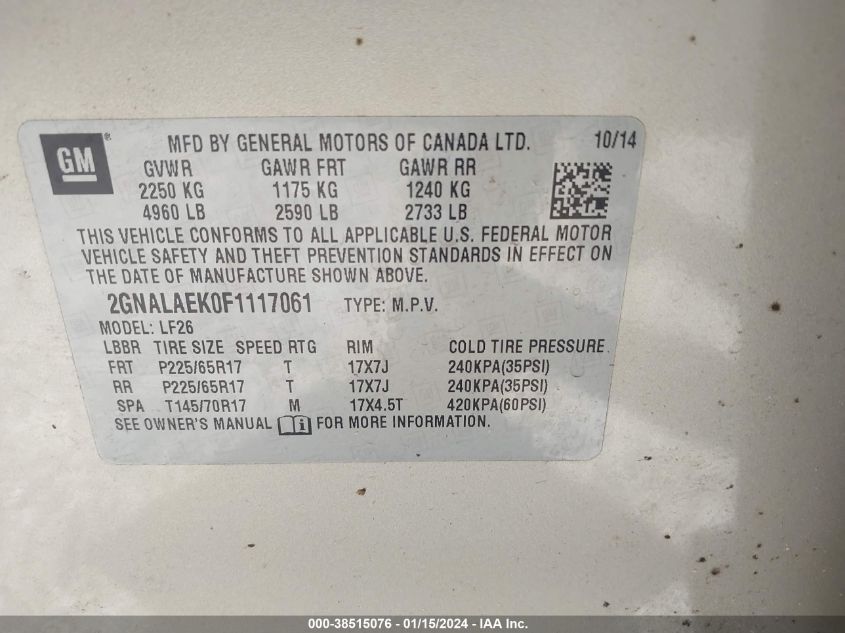 GM ® MFD BY GENERAL MOTORS OF CANADA LTD. 10/14
GVWR GAWR FRT GAWR RR
2250 KG 1175 KG 1240 KG
4960 LB 2590 LB 2733 LB
THIS VEHICLE CONFORMS TO ALL APPLICABLE U.S. FEDERAL MOTOR
VEHICLE SAFETY AND THEFT PREVENTION STANDARDS IN EFFECT ON
THE DATE OF MANUFACTURE SHOWN ABOVE.
2GNALAEK0F1117061 TYPE: M.P.V.
MODEL: LF26
LBBR TIRE SIZE SPEED RTG RIM COLD TIRE PRESSURE
FRT P225/65R17 T 17X7J 240KPA(35PSI)
RR P225/65R17 T 17X7J 240KPA(35PSI)
SPA T145/70R17 M 17X4.5T 420KPA(60PSI)
SEE OWNER'S MANUAL FOR MORE INFORMATION.
000-38515076 - 01/15/2024 - IAA Inc.